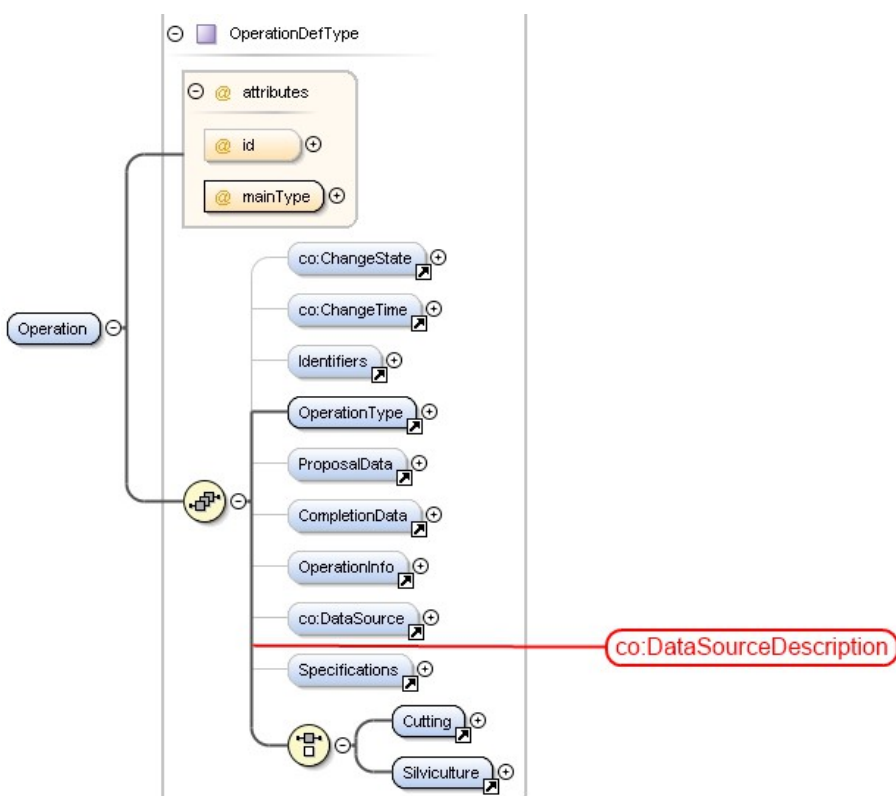 OperationDefType
@ attributes
@ id
@ mainType
co:ChangeState
co:ChangeTime
Operation
Identifiers
OperationType
ProposalData
CompletionData
OperationInfo
co:DataSource
co:DataSourceDescription
Specifications
Cutting
Silviculture